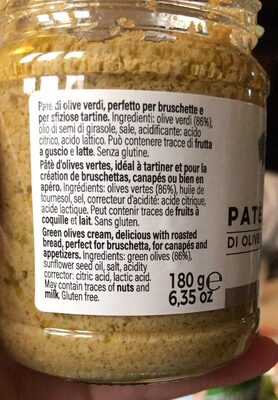 Paté di olive verdi, perfetto per bruschette e
per sfiziose tartine. Ingredienti: olive verdi (86%),
olio di semi di girasole, sale, acidificante: acido
citrico, acido lattico. Può contenere tracce di frutta
a guscio e latte. Senza glutine.
Pâte d'olives vertes, idéal à tartiner et pour la
création de bruschettas, canapés ou bien en
apéro. Ingrédients: olives vertes (86%), huile de
tournesol, sel, correcteur d'acidité: acide citrique,
acide lactique. Peut contenir traces de fruits à
coquille et lait. Sans gluten.
Green olives cream, delicious with roasted
bread, perfect for bruschetta, for canapés and
appetizers. Ingredients: green olives (86%),
sunflower seed oil, salt, acidity
corrector: citric acid, lactic acid.
May contain traces of nuts and
milk. Gluten free.
180 g e
6,35 oz
PATE
DI OLIVE